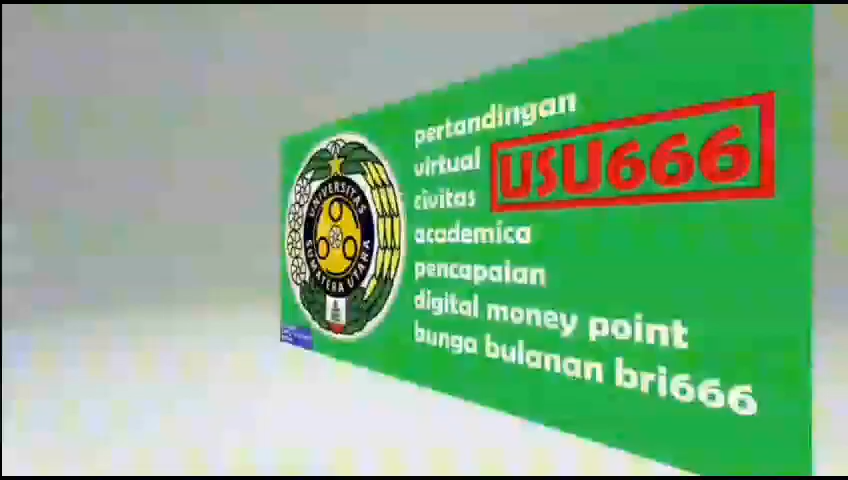 UNIVERSITAS
SUMATERA UTARA
pertandingan
virtual
USU666
civitas
academica
pencapaian
digital money point
bunga bulanan bri666